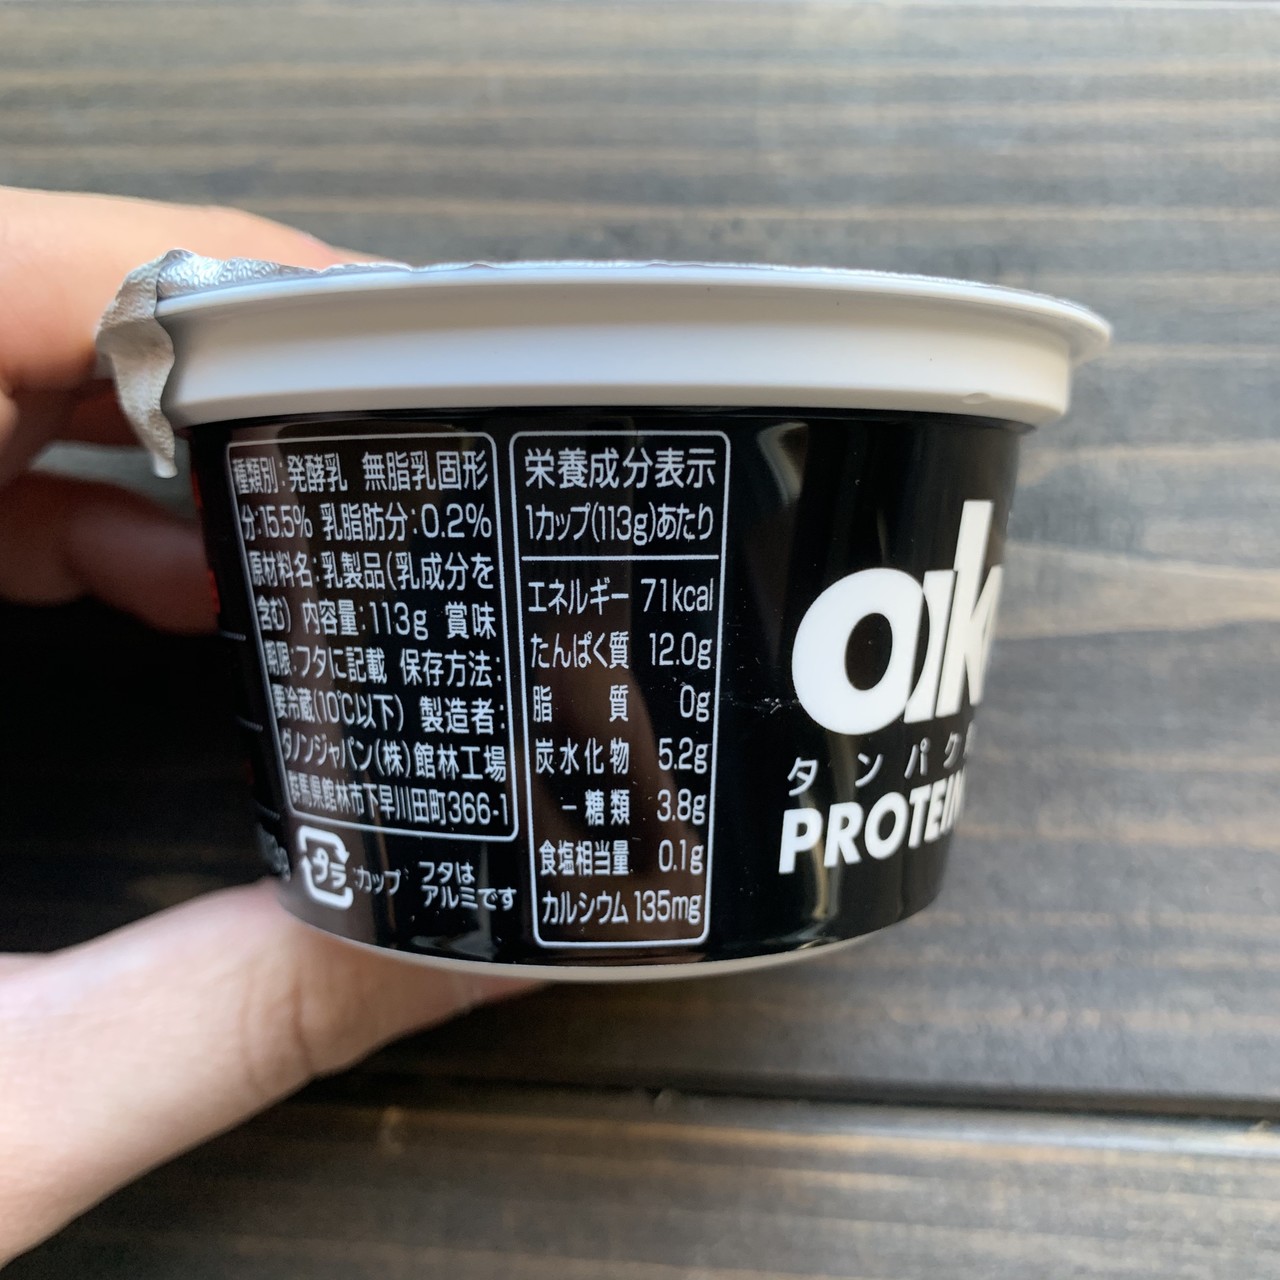 種類別:発酵乳 無脂乳固形
分:15.5% 乳脂肪分:0.2%
原材料名:乳製品(乳成分を
含む) 内容量:113g 賞味
期限:フタに記載 保存方法:
要冷蔵(10℃以下) 製造者:
ダノンジャパン(株)館林工場
群馬県館林市下早川田町366-1
プラ:カップ フタは
アルミです
栄養成分表示
1カップ(113g)あたり
エネルギー 71kcal
たんぱく質 12.0g
脂質 0g
炭水化物 5.2g
−糖類 3.8g
食塩相当量 0.1g
カルシウム 135mg
oik
タンパク
PROTEIN